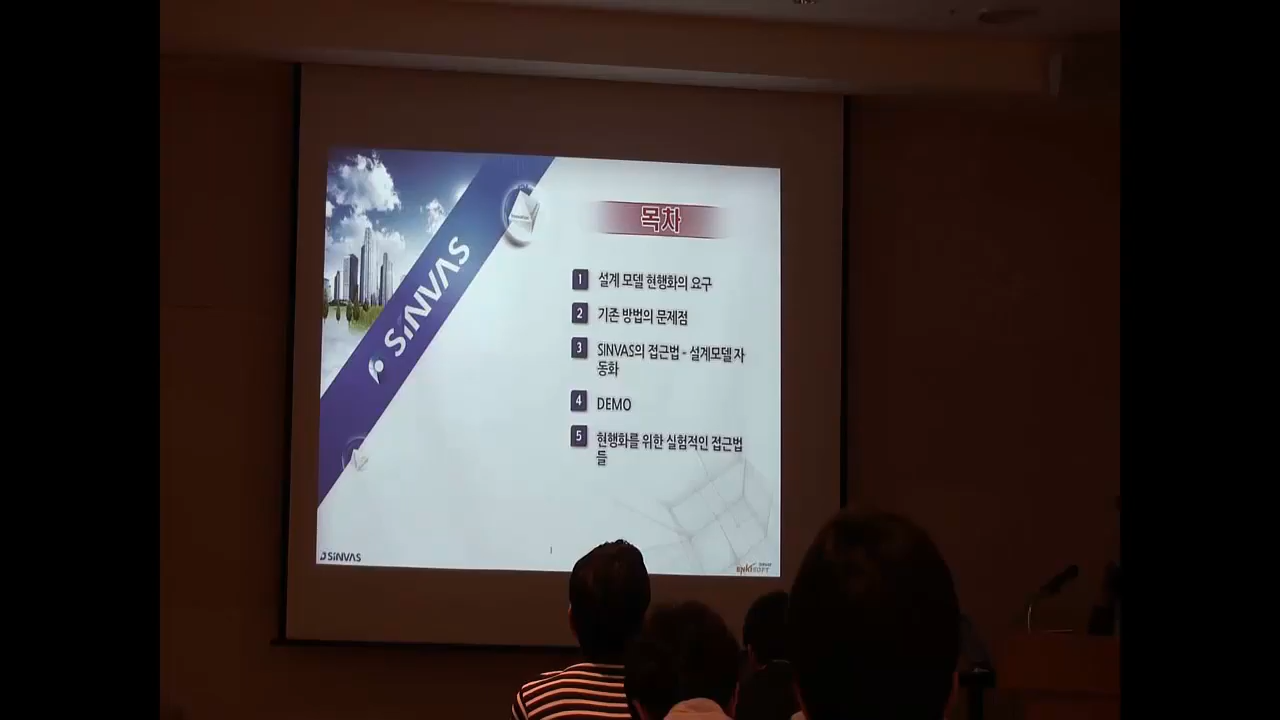 목차
SiNVAS
1 설계 모델 현행화의 요구
2 기존 방법의 문제점
3 SINVAS의 접근법 - 설계모델 자
동화
4 DEMO
5 현행화를 위한 실험적인 접근법
들
SiNVAS
1
ENKISOFT